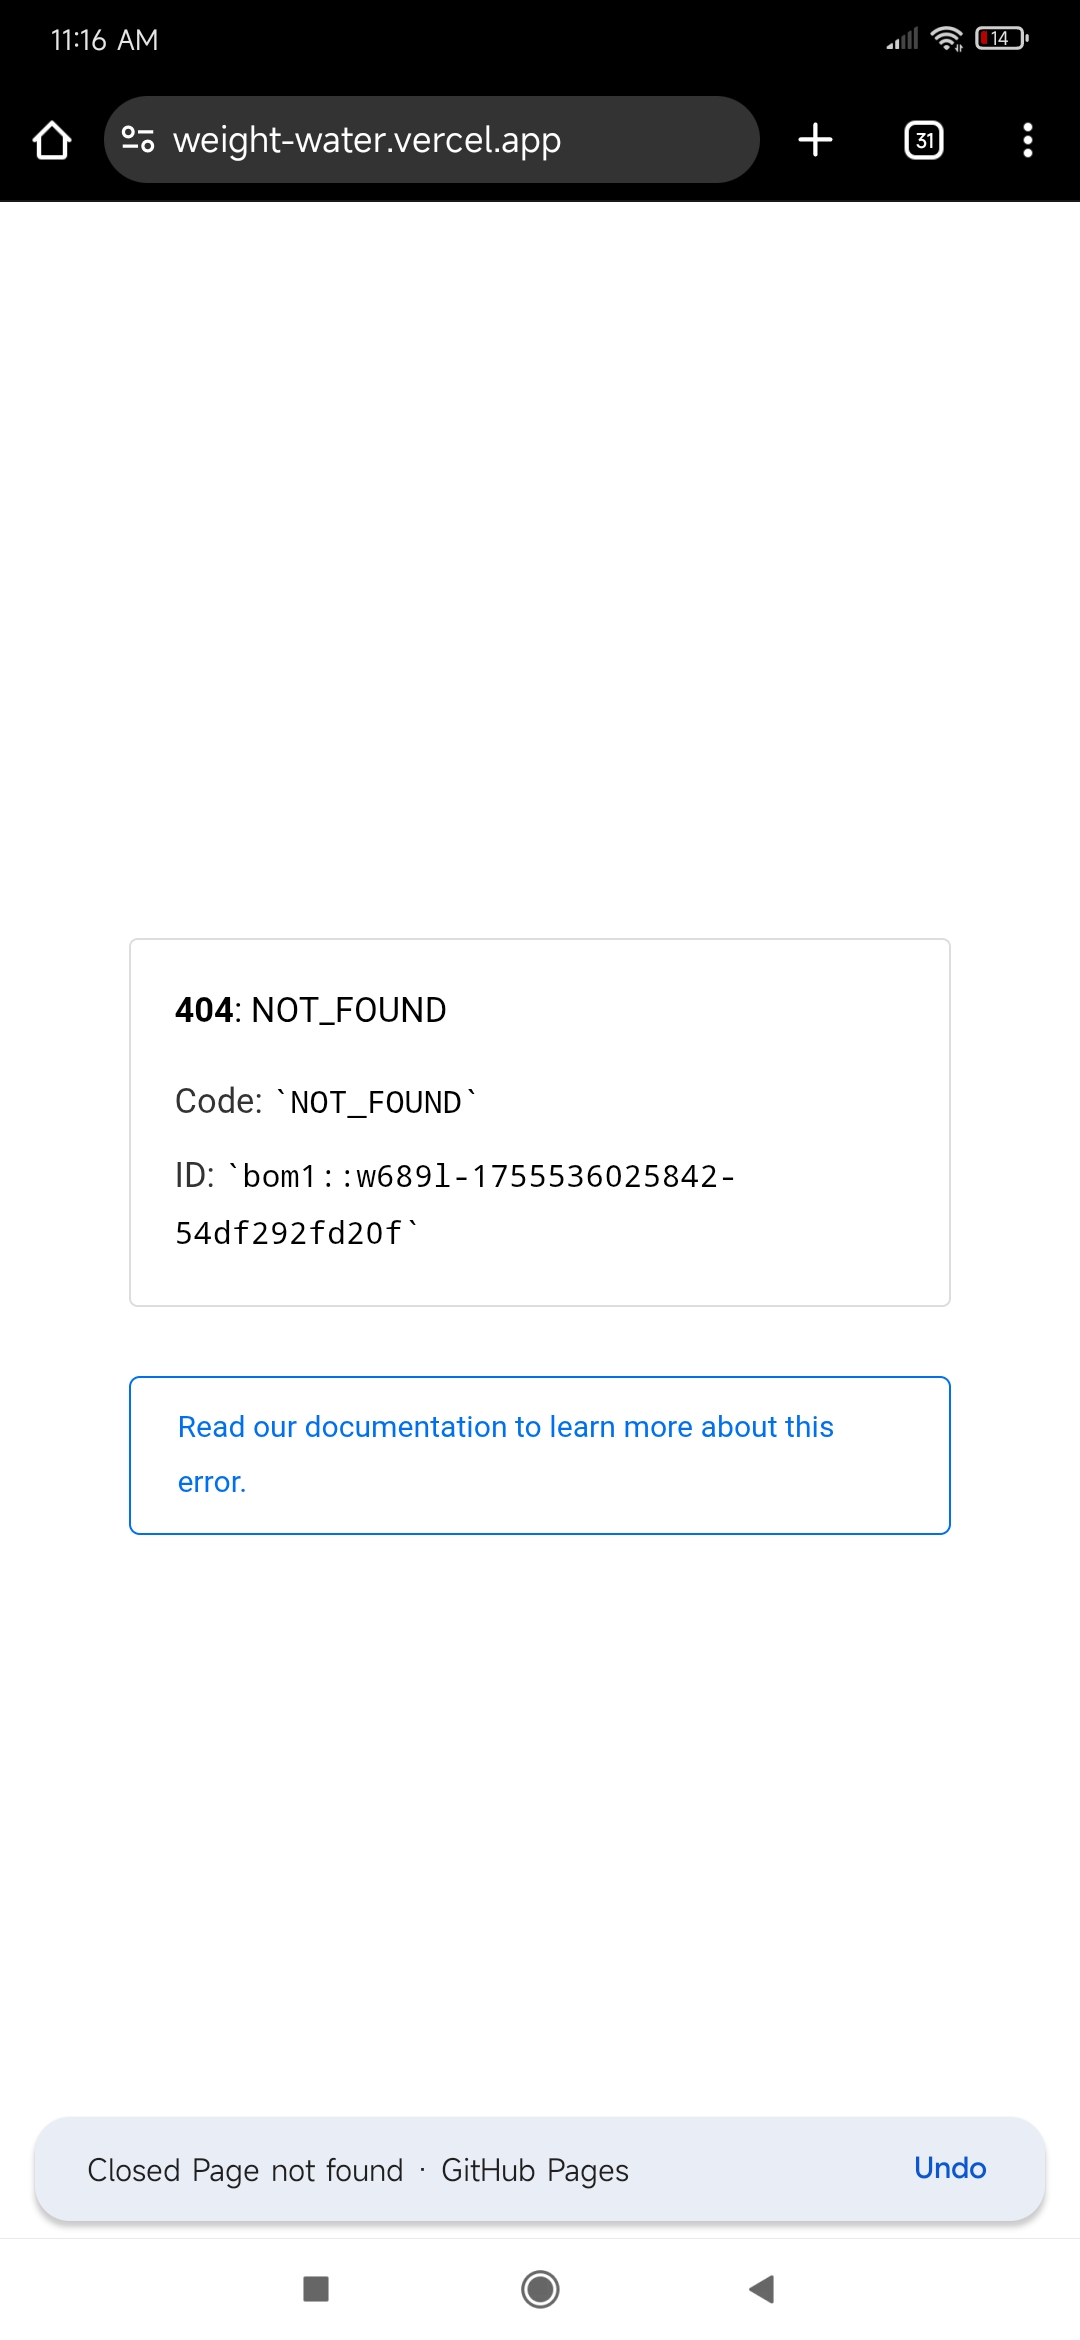 11:16 AM
14
weight-water.vercel.app
31
404: NOT_FOUND
Code: `NOT_FOUND`
ID: `bom1::w689l-1755536025842-
54df292fd20f`
Read our documentation to learn more about this
error.
Closed Page not found · GitHub Pages
Undo